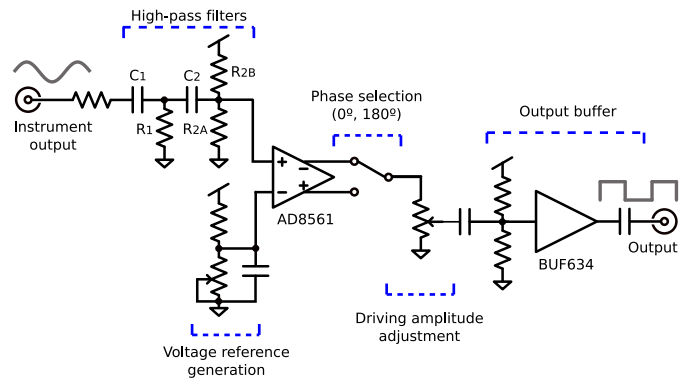 High-pass filters
C1
C2
R2B
R1
R2A
Instrument
output
Phase selection
(0º, 180º)
Output buffer
+
−
−
+
AD8561
BUF634
Output
Driving amplitude
adjustment
Voltage reference
generation